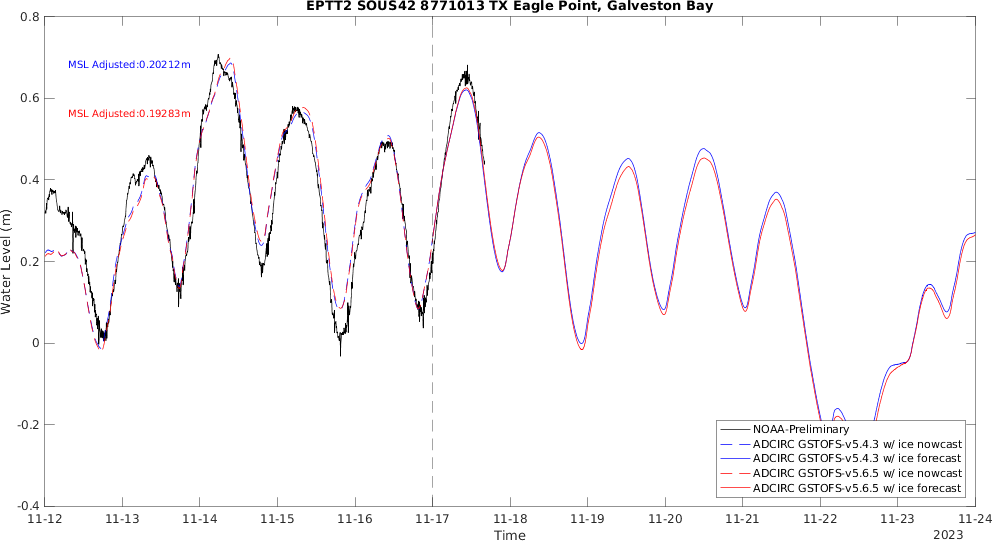 EPTT2 SOUS42 8771013 TX Eagle Point, Galveston Bay
0.8
MSL Adjusted:0.20212m
0.6
MSL Adjusted:0.19283m
0.4
Water Level (m)
0.2
0
-0.2
NOAA-Preliminary
ADCIRC GSTOFS-v5.4.3 w/ ice nowcast
ADCIRC GSTOFS-v5.4.3 w/ ice forecast
ADCIRC GSTOFS-v5.6.5 w/ ice nowcast
ADCIRC GSTOFS-v5.6.5 w/ ice forecast
-0.4
11-12 11-13 11-14 11-15 11-16 11-17 11-18 11-19 11-20 11-21 11-22 11-23 11-24
Time
2023